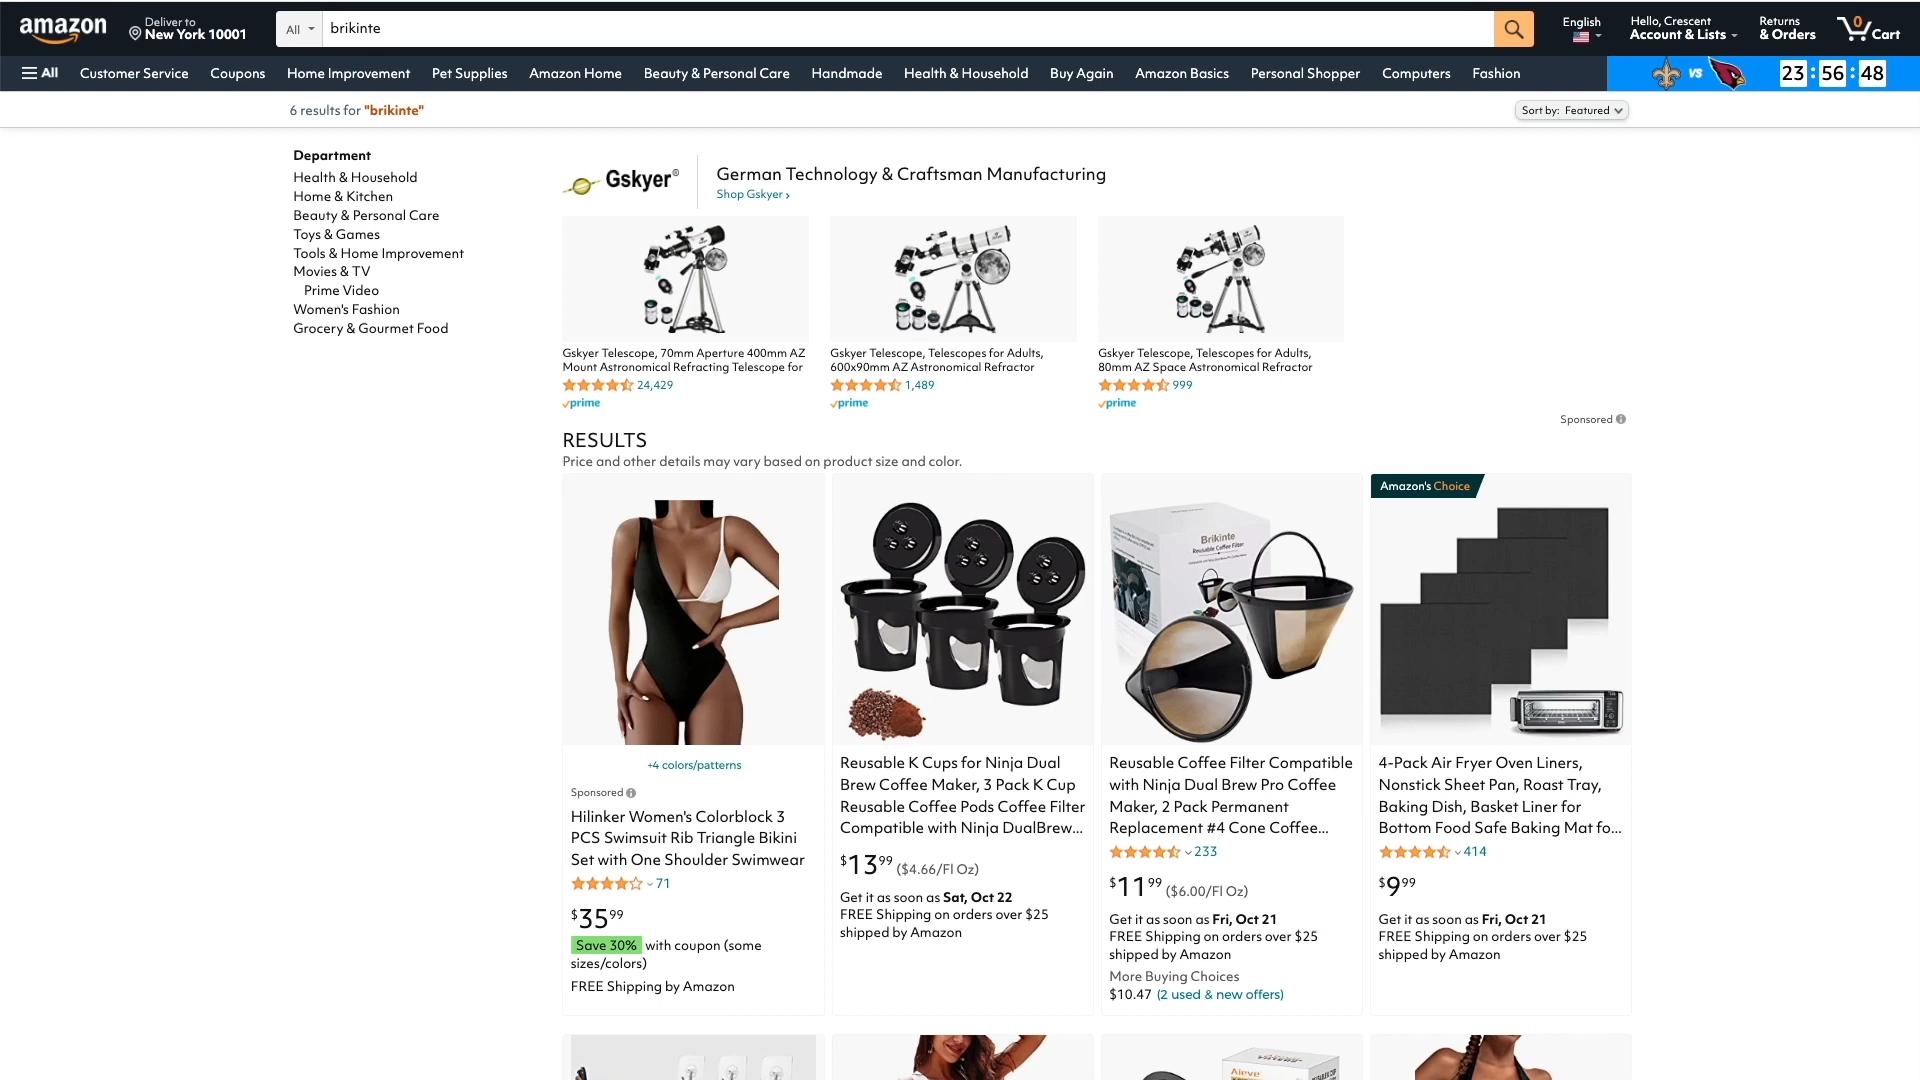 amazon
Deliver to
New York 10001
All
brikinte
English
Hello, Crescent
Account & Lists
Returns
& Orders
0
Cart
All
Customer Service
Coupons
Home Improvement
Pet Supplies
Amazon Home
Beauty & Personal Care
Handmade
Health & Household
Buy Again
Amazon Basics
Personal Shopper
Computers
Fashion
VS
23 : 56 : 48
6 results for "brikinte"
Sort by: Featured
Department
Health & Household
Home & Kitchen
Beauty & Personal Care
Toys & Games
Tools & Home Improvement
Movies & TV
Prime Video
Women's Fashion
Grocery & Gourmet Food
Gskyer®
German Technology & Craftsman Manufacturing
Shop Gskyer ›
Gskyer Telescope, 70mm Aperture 400mm AZ
Mount Astronomical Refracting Telescope for
24,429
prime
Gskyer Telescope, Telescopes for Adults,
600x90mm AZ Astronomical Refractor
1,489
prime
Gskyer Telescope, Telescopes for Adults,
80mm AZ Space Astronomical Refractor
999
prime
Sponsored
RESULTS
Price and other details may vary based on product size and color.
+4 colors/patterns
Sponsored
Hilinker Women's Colorblock 3
PCS Swimsuit Rib Triangle Bikini
Set with One Shoulder Swimwear
71
$35 99
Save 30% with coupon (some
sizes/colors)
FREE Shipping by Amazon
Reusable K Cups for Ninja Dual
Brew Coffee Maker, 3 Pack K Cup
Reusable Coffee Pods Coffee Filter
Compatible with Ninja DualBrew...
$13 99 ($4.66/Fl Oz)
Get it as soon as Sat, Oct 22
FREE Shipping on orders over $25
shipped by Amazon
Brikinte
Reusable Coffee Filter
Reusable Coffee Filter Compatible
with Ninja Dual Brew Pro Coffee
Maker, 2 Pack Permanent
Replacement #4 Cone Coffee...
233
$11 99 ($6.00/Fl Oz)
Get it as soon as Fri, Oct 21
FREE Shipping on orders over $25
shipped by Amazon
More Buying Choices
$10.47 (2 used & new offers)
Amazon's Choice
4-Pack Air Fryer Oven Liners,
Nonstick Sheet Pan, Roast Tray,
Baking Dish, Basket Liner for
Bottom Food Safe Baking Mat fo...
414
$9 99
Get it as soon as Fri, Oct 21
FREE Shipping on orders over $25
shipped by Amazon